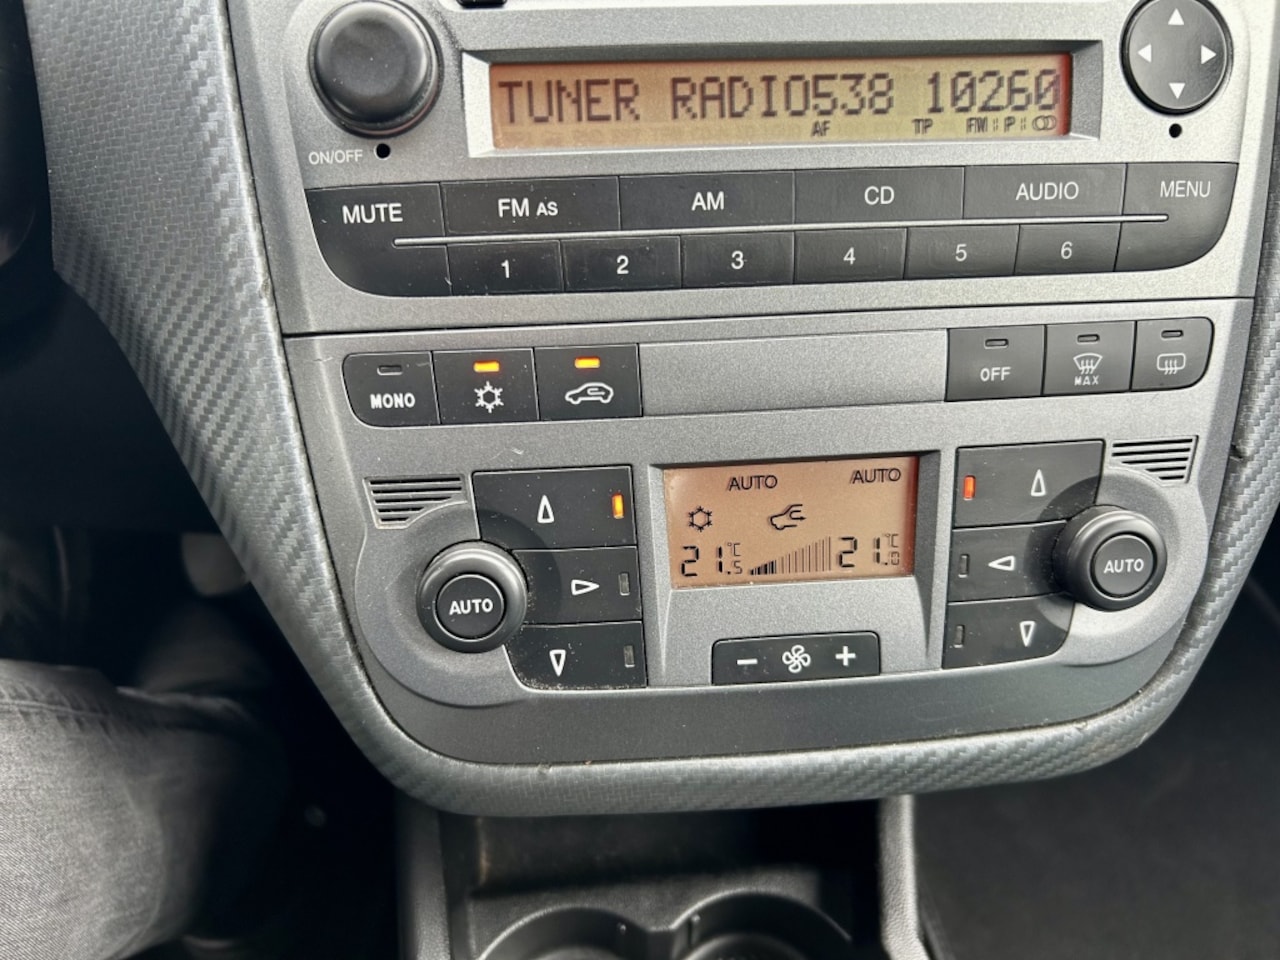 TUNER RADIO538 10260
AF TP FM P
ON/OFF
MUTE FM AS AM CD AUDIO MENU
1 2 3 4 5 6
MONO OFF MAX
AUTO AUTO
21.5 °C 21.0 °C
AUTO AUTO
− +